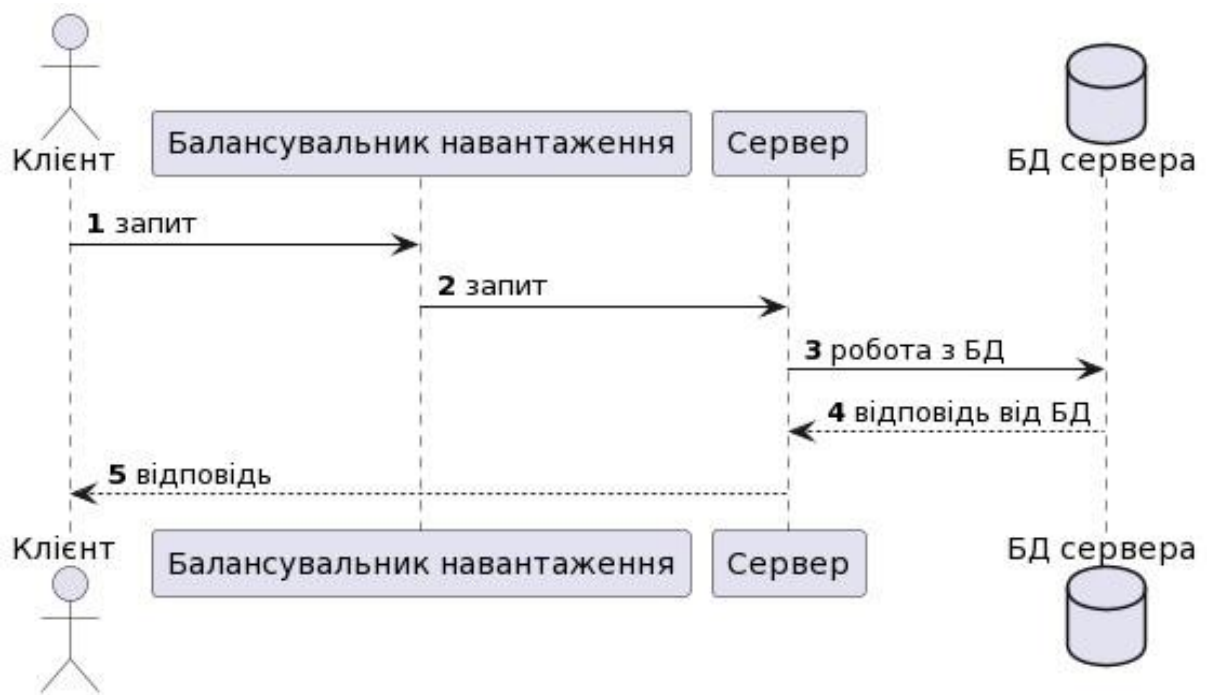 Клієнт
Балансувальник навантаження
Сервер
БД сервера
1 запит
2 запит
3 робота з БД
4 відповідь від БД
5 відповідь
Клієнт
Балансувальник навантаження
Сервер
БД сервера